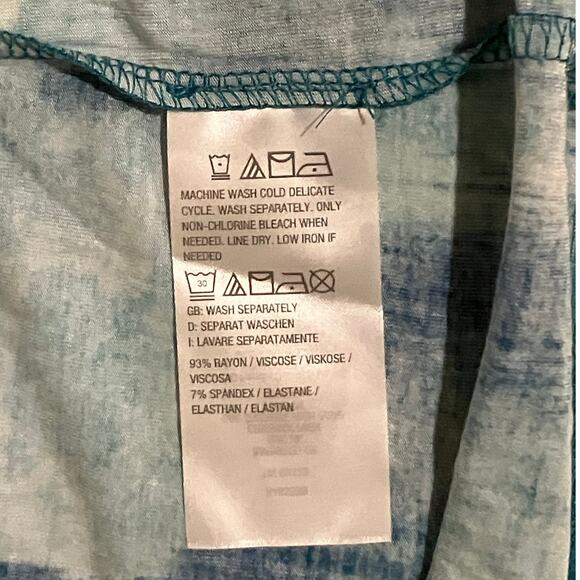 MACHINE WASH COLD DELICATE
CYCLE. WASH SEPARATELY. ONLY
NON-CHLORINE BLEACH WHEN
NEEDED. LINE DRY. LOW IRON IF
NEEDED
30
GB: WASH SEPARATELY
D: SEPARAT WASCHEN
I: LAVARE SEPARATAMENTE
93% RAYON / VISCOSE / VISKOSE /
VISCOSA
7% SPANDEX / ELASTANE /
ELASTHAN / ELASTAN